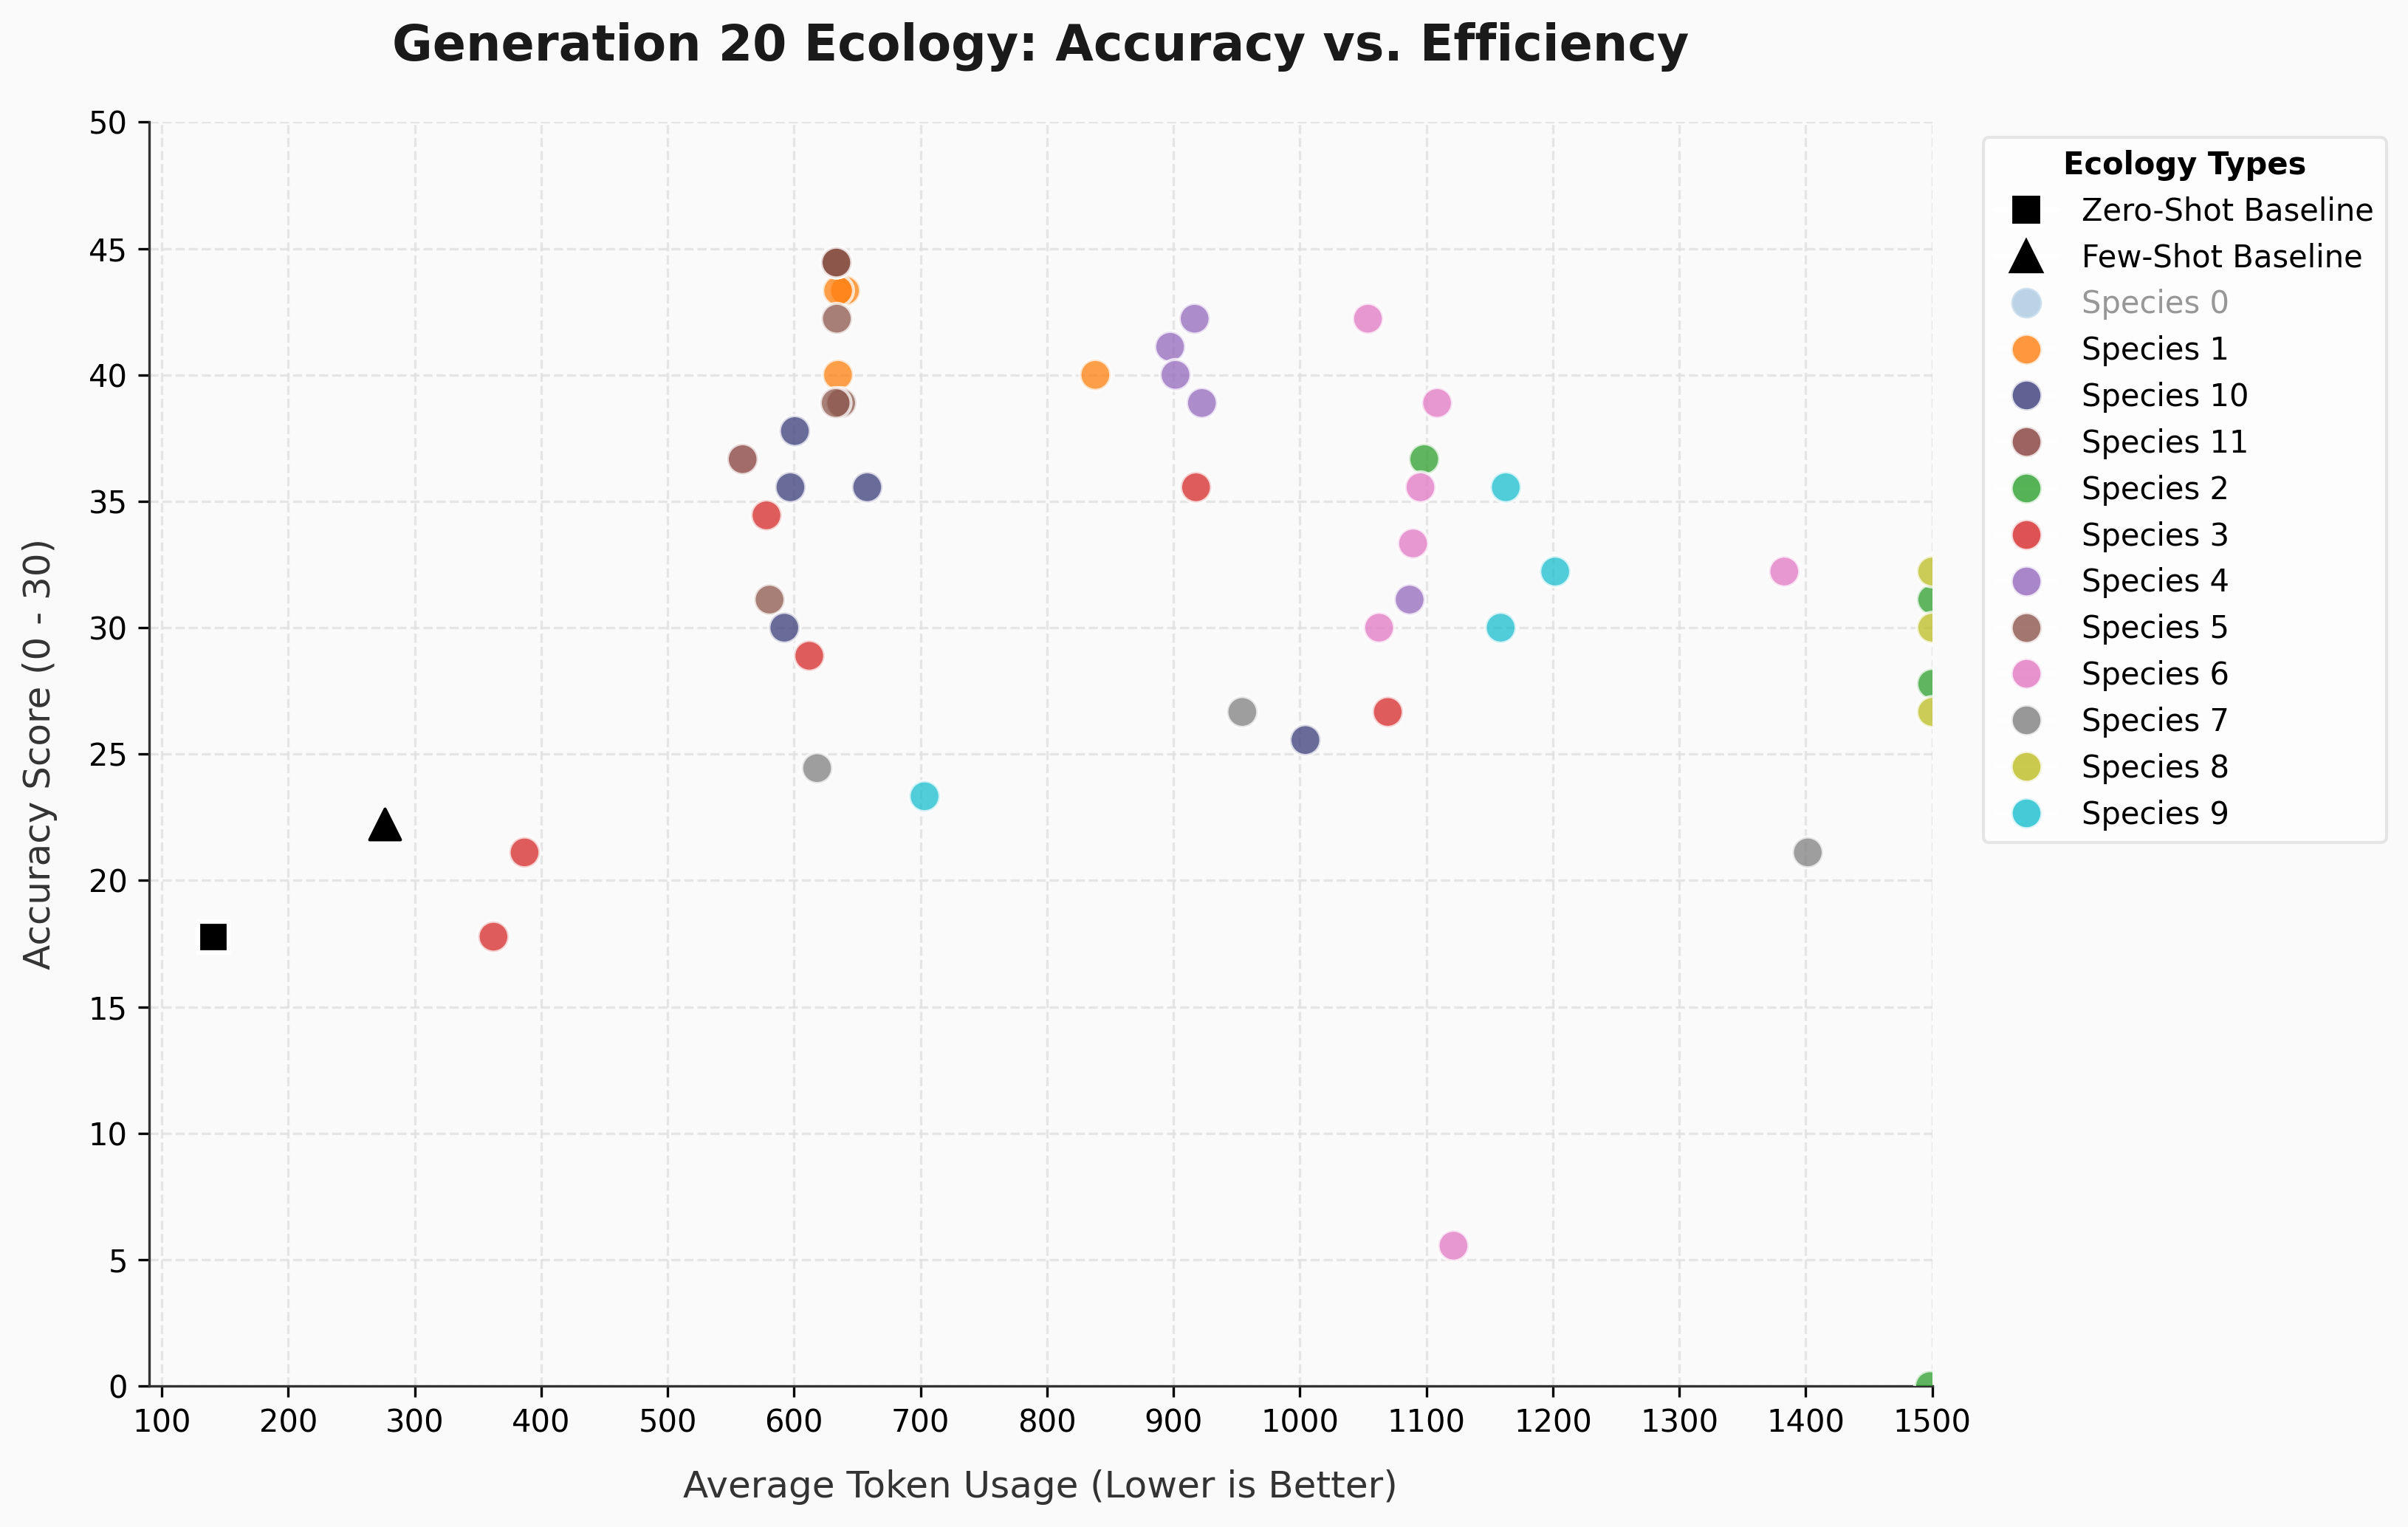 Generation 20 Ecology: Accuracy vs. Efficiency
Accuracy Score (0 - 30)
50
45
40
35
30
25
20
15
10
5
0
100 200 300 400 500 600 700 800 900 1000 1100 1200 1300 1400 1500
Average Token Usage (Lower is Better)
Ecology Types
Zero-Shot Baseline
Few-Shot Baseline
Species 0
Species 1
Species 10
Species 11
Species 2
Species 3
Species 4
Species 5
Species 6
Species 7
Species 8
Species 9